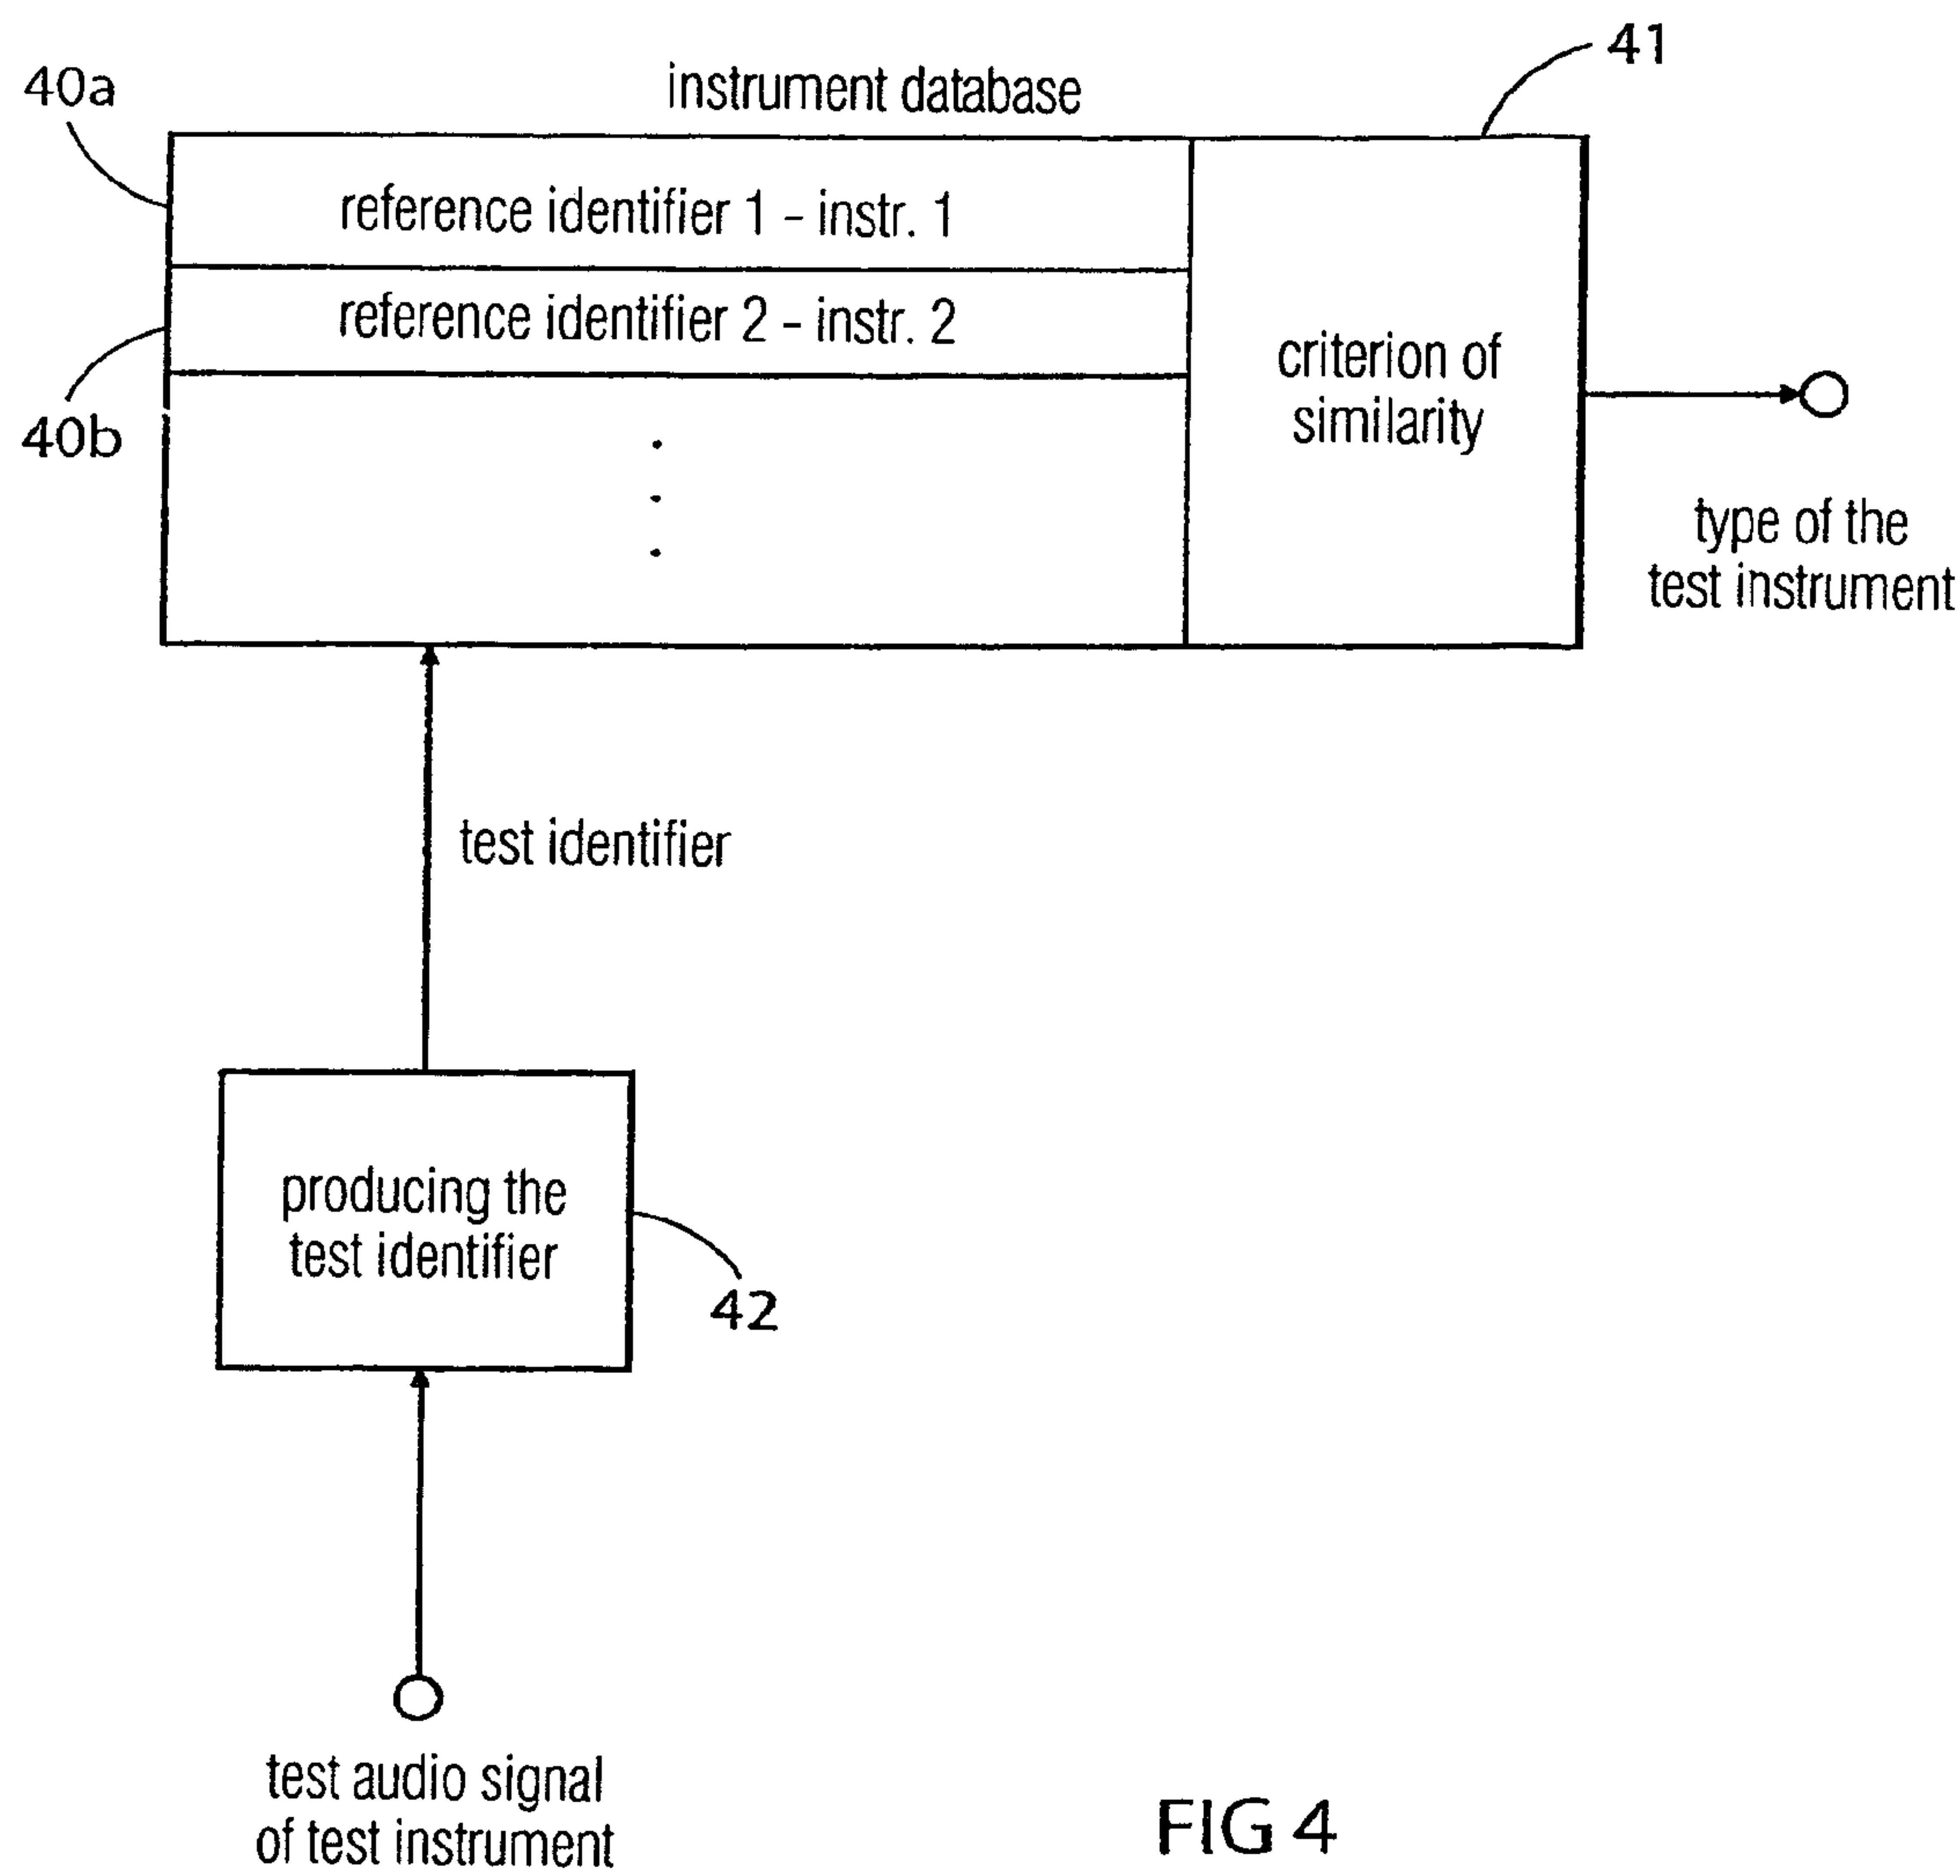 41
40a
instrument database
reference identifier 1 - instr. 1
reference identifier 2 - instr. 2
40b
criterion of
similarity
type of the
test instrument
test identifier
producing the
test identifier
42
test audio signal
of test instrument
FIG 4